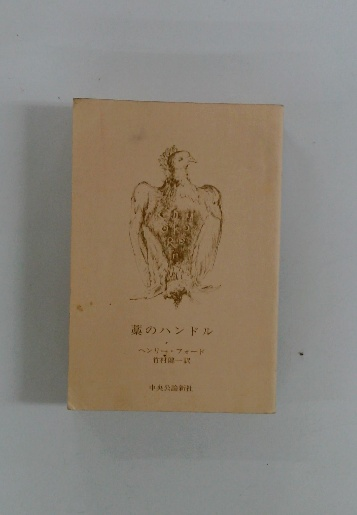 藁のハンドル
ヘンリー・フォード
竹村健一訳
中央公論新社